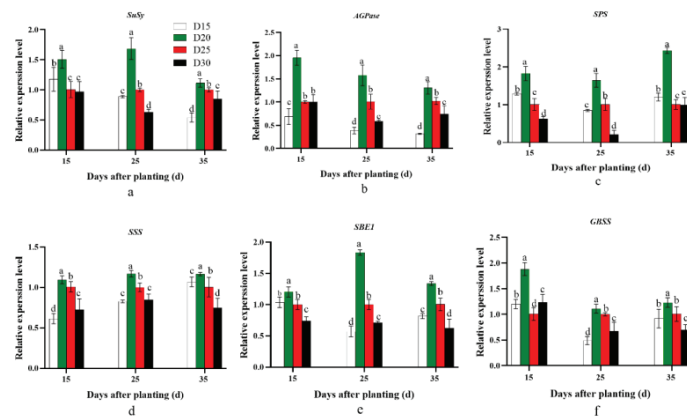 SuSy
D15
D20
D25
D30
Relative experssion level
2.0
1.5
1.0
0.5
0.0
b a c c
c a b d
a c
15 25 35
Days after planting (d)
a
AGPase
Relative experssion level
2.5
2.0
1.5
1.0
0.5
0.0
c a b
d a b c
d a b c
15 25 35
Days after planting (d)
b
SPS
Relative experssion level
3
2
1
0
b a c d
c a b d
b a c c
15 25 35
Days after planting (d)
c
SSS
Relative experssion level
1.5
1.0
0.5
0.0
d a b c
c a b c
c a b d
15 25 35
Days after planting (d)
d
SBE1
Relative experssion level
2.0
1.5
1.0
0.5
0.0
b a b c
a b c
c a b
15 25 35
Days after planting (d)
e
GBSS
Relative experssion level
2.5
2.0
1.5
1.0
0.5
0.0
b a c b
d a b c
b a b c
15 25 35
Days after planting (d)
f